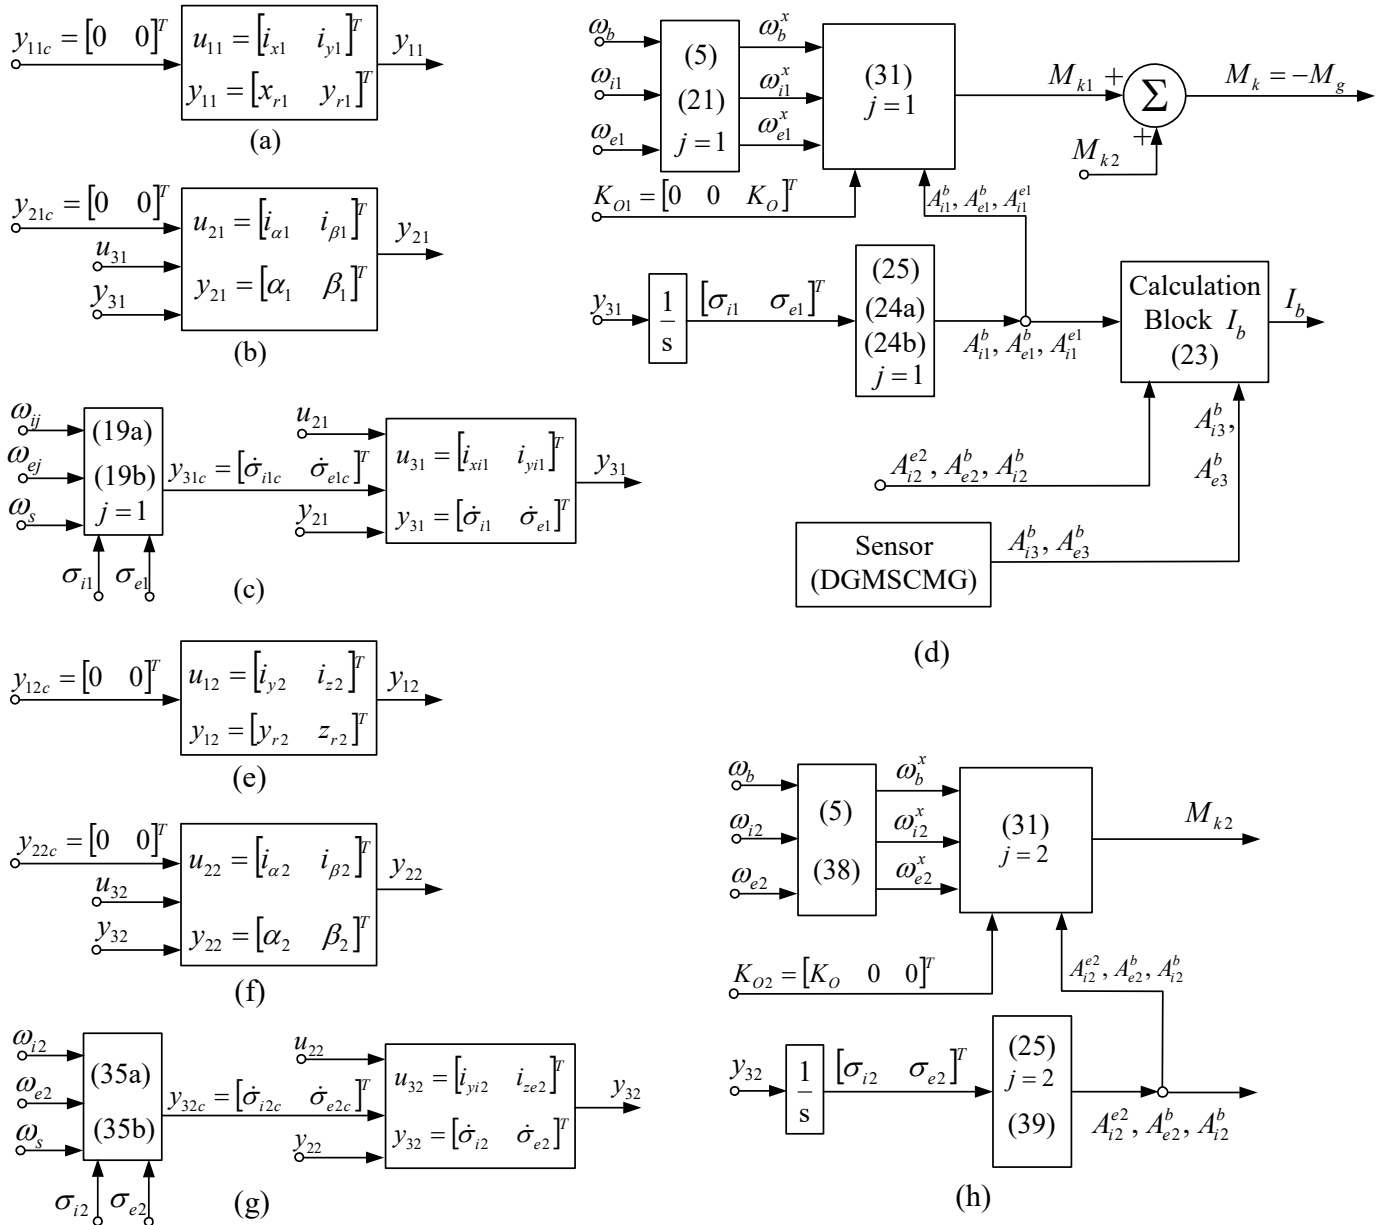 y_{11c} = [0 0]^T
u_{11} = [i_{x1} i_{y1}]^T
y_{11} = [x_{r1} y_{r1}]^T
y_{11}
(a)
y_{21c} = [0 0]^T
u_{31}
y_{31}
u_{21} = [i_{α1} i_{β1}]^T
y_{21} = [α_1 β_1]^T
y_{21}
(b)
ω_{ij}
ω_{ej}
ω_s
(19a)
(19b)
j = 1
σ_{i1} σ_{e1}
y_{31c} = [σ̇_{i1c} σ̇_{e1c}]^T
u_{21}
y_{21}
u_{31} = [i_{xi1} i_{yi1}]^T
y_{31} = [σ̇_{i1} σ̇_{e1}]^T
y_{31}
(c)
ω_b
ω_{i1}
ω_{e1}
(5)
(21)
j = 1
ω_b^x
ω_{i1}^x
ω_{e1}^x
(31)
j = 1
M_{k1} +
Σ
+
M_{k2}
M_k = −M_g
K_{O1} = [0 0 K_O]^T
A_{i1}^b, A_{e1}^b, A_{i1}^{e1}
y_{31}
1
s
[σ_{i1} σ_{e1}]^T
(25)
(24a)
(24b)
j = 1
A_{i1}^b, A_{e1}^b, A_{i1}^{e1}
Calculation
Block I_b
(23)
I_b
A_{i2}^{e2}, A_{e2}^b, A_{i2}^b
A_{i3}^b,
A_{e3}^b
Sensor
(DGMSCMG)
A_{i3}^b, A_{e3}^b
(d)
y_{12c} = [0 0]^T
u_{12} = [i_{y2} i_{z2}]^T
y_{12} = [y_{r2} z_{r2}]^T
y_{12}
(e)
y_{22c} = [0 0]^T
u_{32}
y_{32}
u_{22} = [i_{α2} i_{β2}]^T
y_{22} = [α_2 β_2]^T
y_{22}
(f)
ω_{i2}
ω_{e2}
ω_s
(35a)
(35b)
σ_{i2} σ_{e2}
y_{32c} = [σ̇_{i2c} σ̇_{e2c}]^T
u_{22}
y_{22}
u_{32} = [i_{yi2} i_{ze2}]^T
y_{32} = [σ̇_{i2} σ̇_{e2}]^T
y_{32}
(g)
ω_b
ω_{i2}
ω_{e2}
(5)
(38)
ω_b^x
ω_{i2}^x
ω_{e2}^x
(31)
j = 2
M_{k2}
K_{O2} = [K_O 0 0]^T
A_{i2}^{e2}, A_{e2}^b, A_{i2}^b
y_{32}
1
s
[σ_{i2} σ_{e2}]^T
(25)
j = 2
(39)
A_{i2}^{e2}, A_{e2}^b, A_{i2}^b
(h)